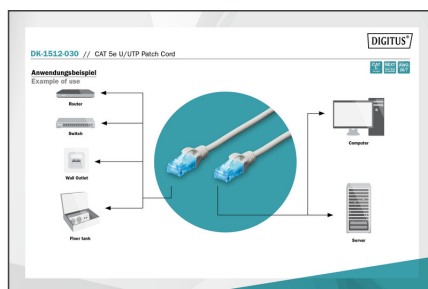 DIGITUS®
DK-1512-030 // CAT 5e U/UTP Patch Cord
Anwendungsbeispiel
Example of use
Router
Switch
Wall Outlet
Floor tank
Computer
Server